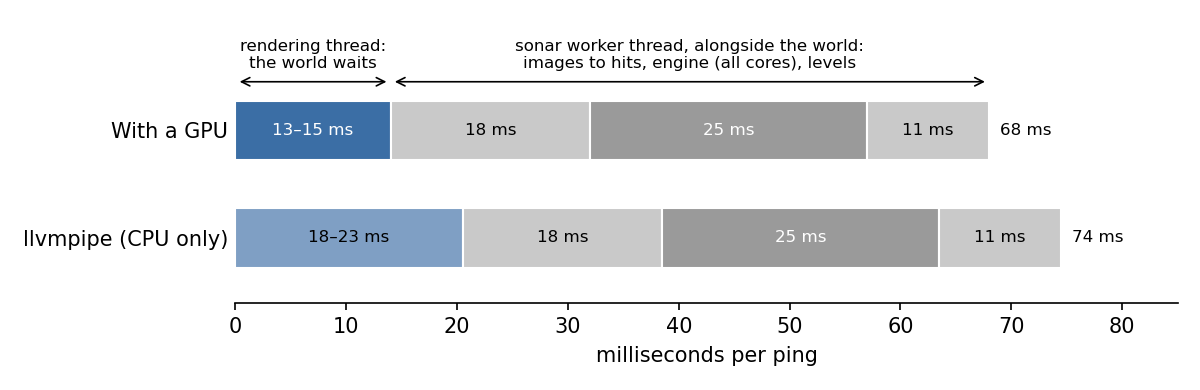 rendering thread:
the world waits
sonar worker thread, alongside the world:
images to hits, engine (all cores), levels
With a GPU
13–15 ms
18 ms
25 ms
11 ms
68 ms
llvmpipe (CPU only)
18–23 ms
18 ms
25 ms
11 ms
74 ms
0 10 20 30 40 50 60 70 80
milliseconds per ping